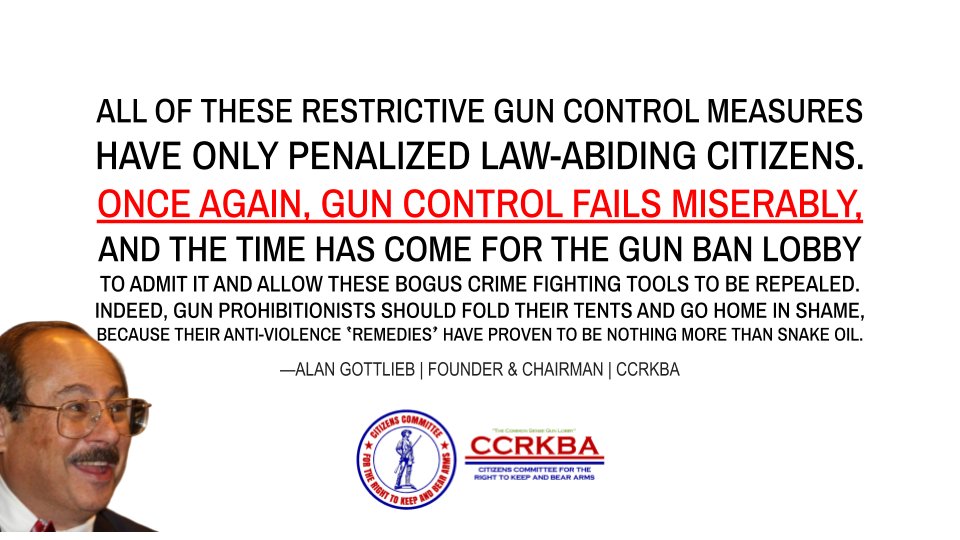 ALL OF THESE RESTRICTIVE GUN CONTROL MEASURES
HAVE ONLY PENALIZED LAW-ABIDING CITIZENS.
ONCE AGAIN, GUN CONTROL FAILS MISERABLY,
AND THE TIME HAS COME FOR THE GUN BAN LOBBY
TO ADMIT IT AND ALLOW THESE BOGUS CRIME FIGHTING TOOLS TO BE REPEALED.
INDEED, GUN PROHIBITIONISTS SHOULD FOLD THEIR TENTS AND GO HOME IN SHAME,
BECAUSE THEIR ANTI-VIOLENCE ‛REMEDIES’ HAVE PROVEN TO BE NOTHING MORE THAN SNAKE OIL.
—ALAN GOTTLIEB | FOUNDER & CHAIRMAN | CCRKBA
CITIZENS COMMITTEE
FOR THE RIGHT TO KEEP AND BEAR ARMS
"The Common Sense Gun Lobby"
CCRKBA
CITIZENS COMMITTEE FOR THE
RIGHT TO KEEP AND BEAR ARMS